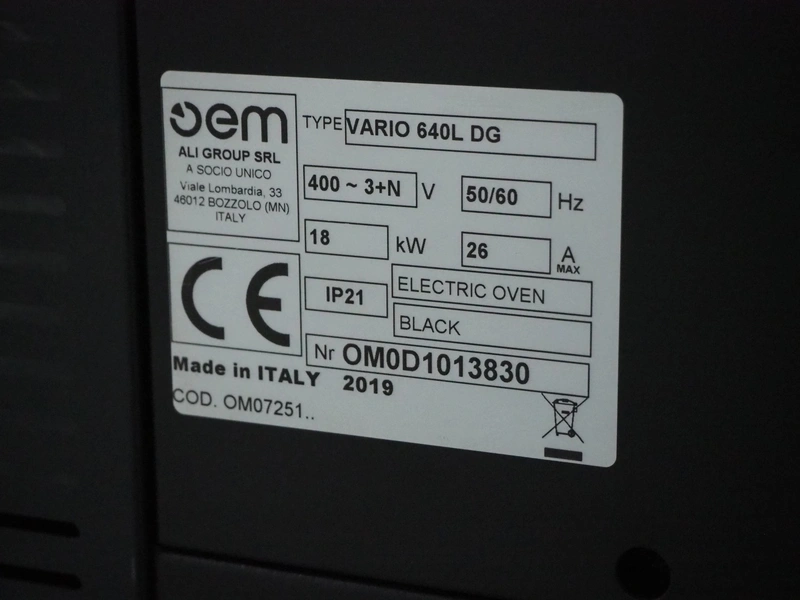 oem
ALI GROUP SRL
A SOCIO UNICO
Viale Lombardia, 33
46012 BOZZOLO (MN)
ITALY
TYPE VARIO 640L DG
400 ~ 3+N V 50/60 Hz
18 kW 26 A MAX
CE
IP21 ELECTRIC OVEN
BLACK
Nr OM0D1013830
Made in ITALY 2019
COD. OM07251..